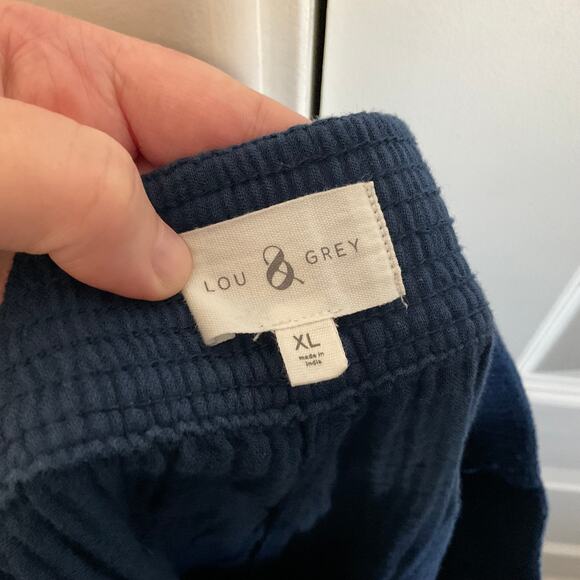 LOU & GREY
XL
made in
india